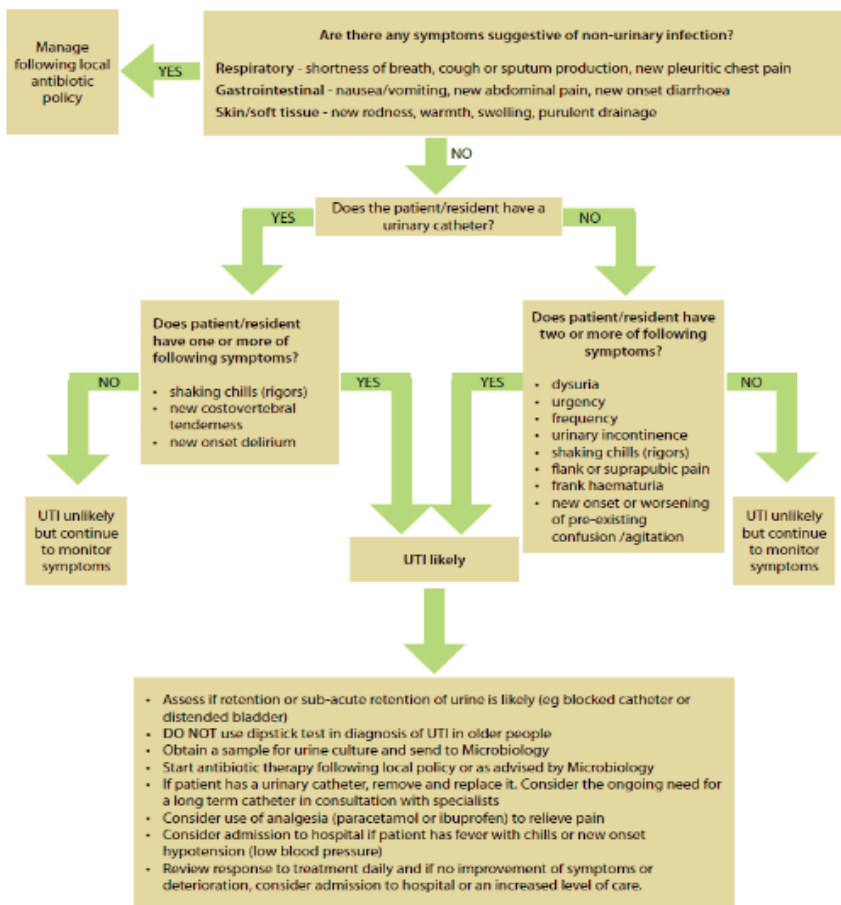 Manage
following local
antibiotic
policy
YES
Are there any symptoms suggestive of non-urinary infection?
Respiratory - shortness of breath, cough or sputum production, new pleuritic chest pain
Gastrointestinal - nausea/vomiting, new abdominal pain, new onset diarrhoea
Skin/soft tissue - new redness, warmth, swelling, purulent drainage
NO
Does the patient/resident have a
urinary catheter?
YES
NO
Does patient/resident
have one or more of
following symptoms?
• shaking chills (rigors)
• new costovertebral
tenderness
• new onset delirium
NO
YES
Does patient/resident have
two or more of following
symptoms?
• dysuria
• urgency
• frequency
• urinary incontinence
• shaking chills (rigors)
• flank or suprapubic pain
• frank haematuria
• new onset or worsening
of pre-existing
confusion /agitation
YES
NO
UTI unlikely
but continue
to monitor
symptoms
UTI likely
UTI unlikely
but continue
to monitor
symptoms
• Assess if retention or sub-acute retention of urine is likely (eg blocked catheter or
distended bladder)
• DO NOT use dipstick test in diagnosis of UTI in older people
• Obtain a sample for urine culture and send to Microbiology
• Start antibiotic therapy following local policy or as advised by Microbiology
• If patient has a urinary catheter, remove and replace it. Consider the ongoing need for
a long term catheter in consultation with specialists
• Consider use of analgesia (paracetamol or ibuprofen) to relieve pain
• Consider admission to hospital if patient has fever with chills or new onset
hypotension (low blood pressure)
• Review response to treatment daily and if no improvement of symptoms or
deterioration, consider admission to hospital or an increased level of care.